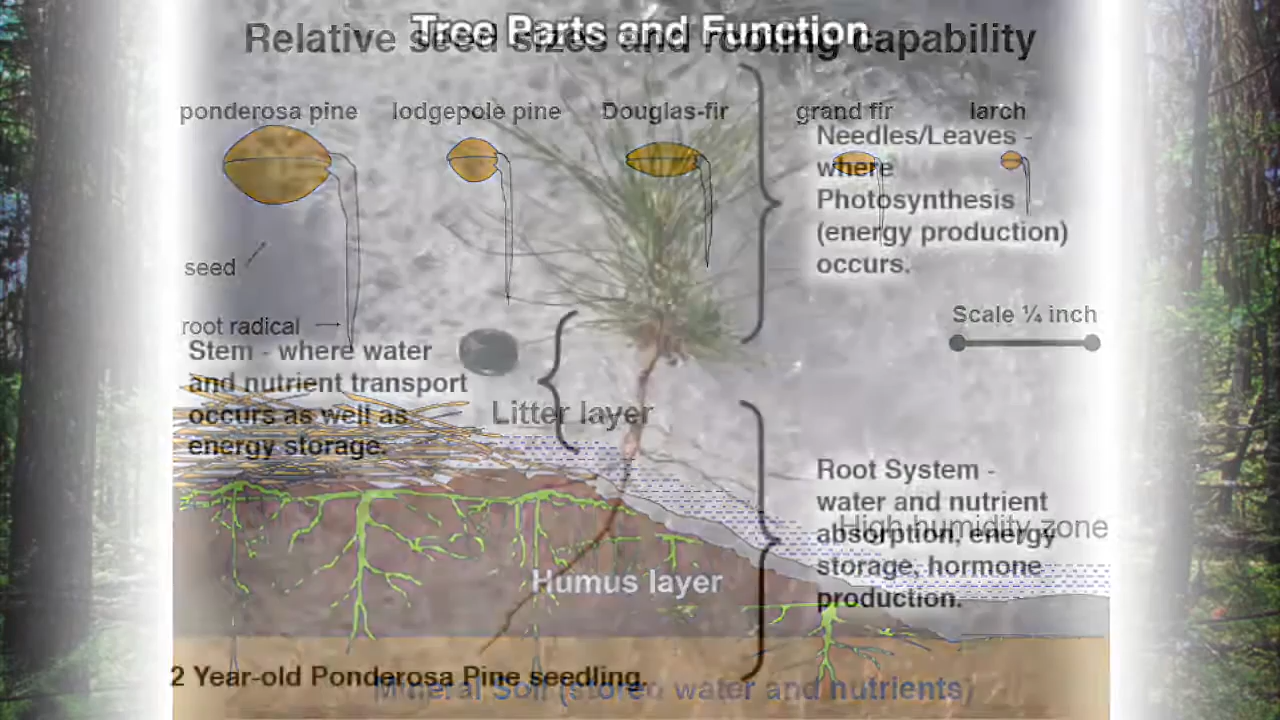 Tree Parts and Function
Relative seed sizes and rooting capability
ponderosa pine
lodgepole pine
Douglas-fir
grand fir
larch
Needles/Leaves -
where
Photosynthesis
(energy production)
occurs.
seed
root radical
Scale ¼ inch
Stem - where water
and nutrient transport
occurs as well as
energy storage.
Litter layer
Root System -
water and nutrient
absorption, energy
storage, hormone
production.
High humidity zone
Humus layer
2 Year-old Ponderosa Pine seedling.
Mineral Soil (stored water and nutrients)